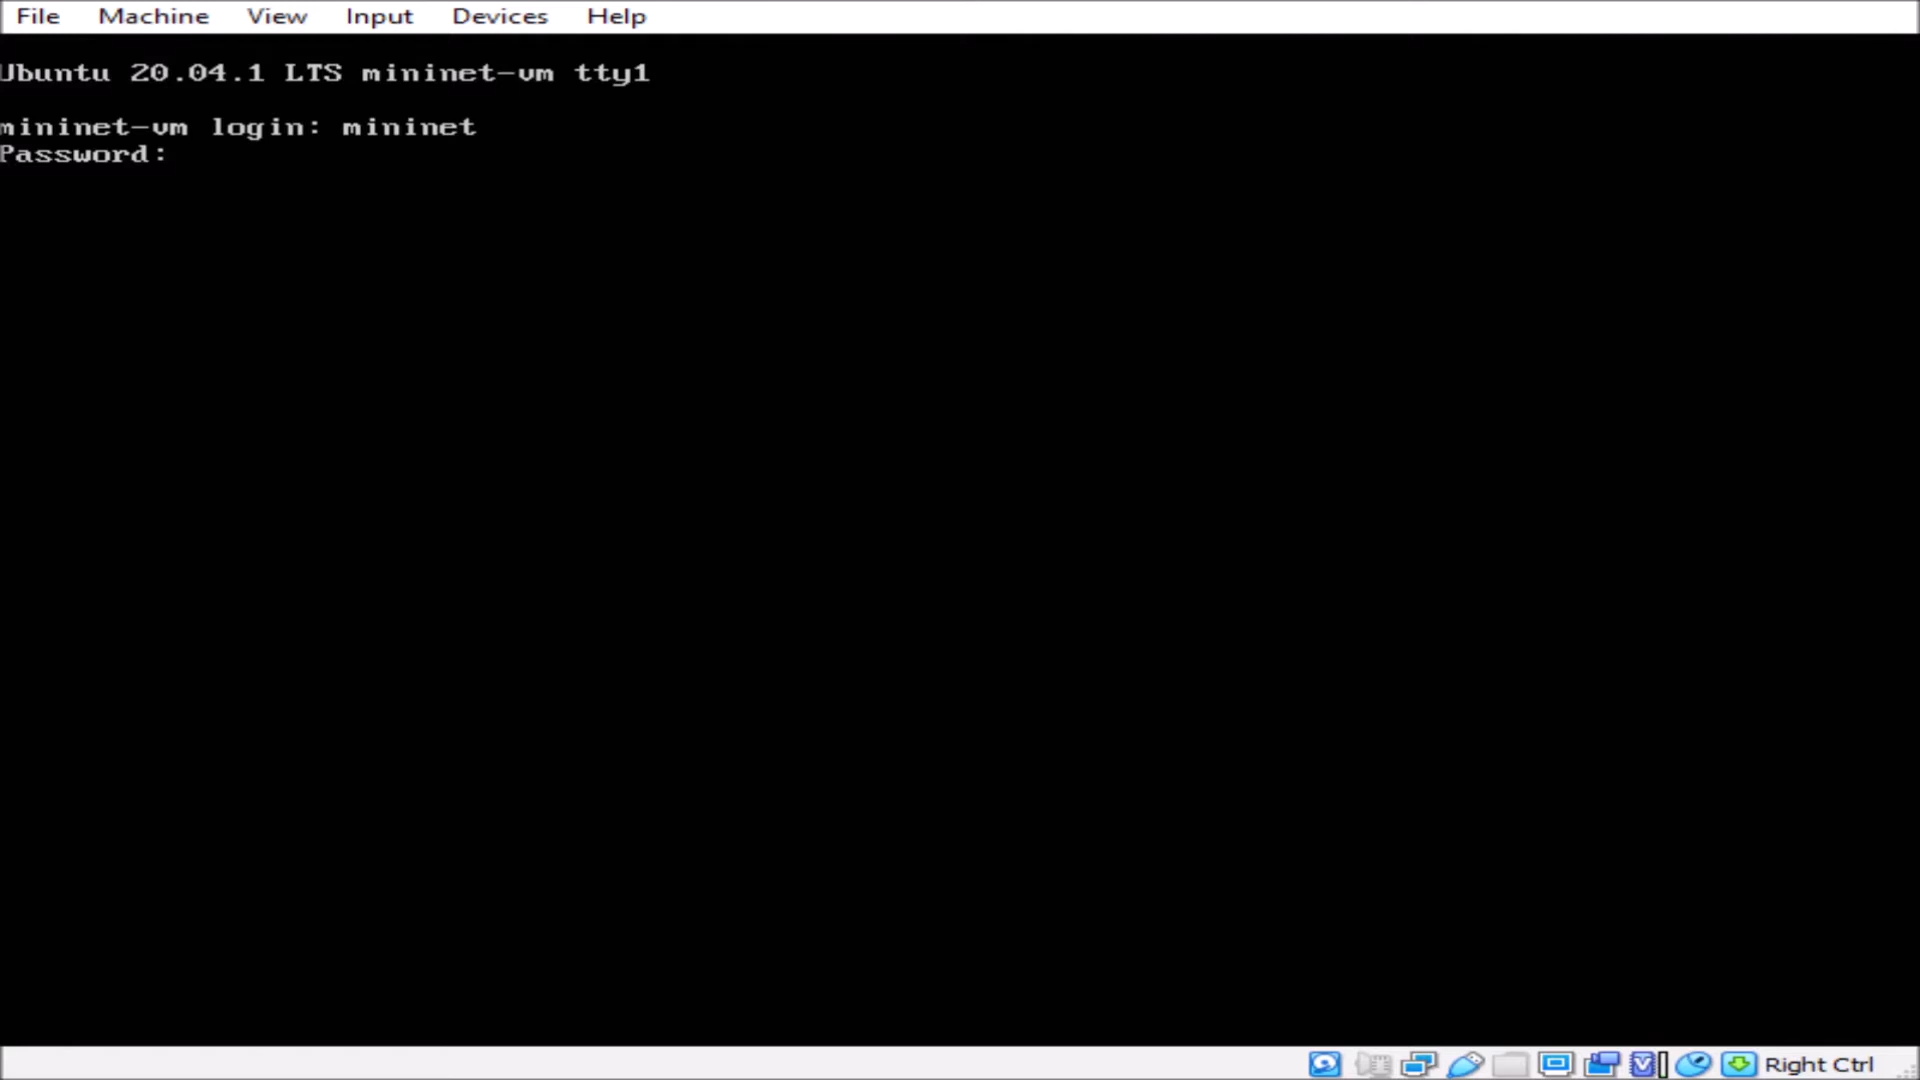 File Machine View Input Devices Help
Ubuntu 20.04.1 LTS mininet-vm tty1
mininet-vm login: mininet
Password:
Right Ctrl